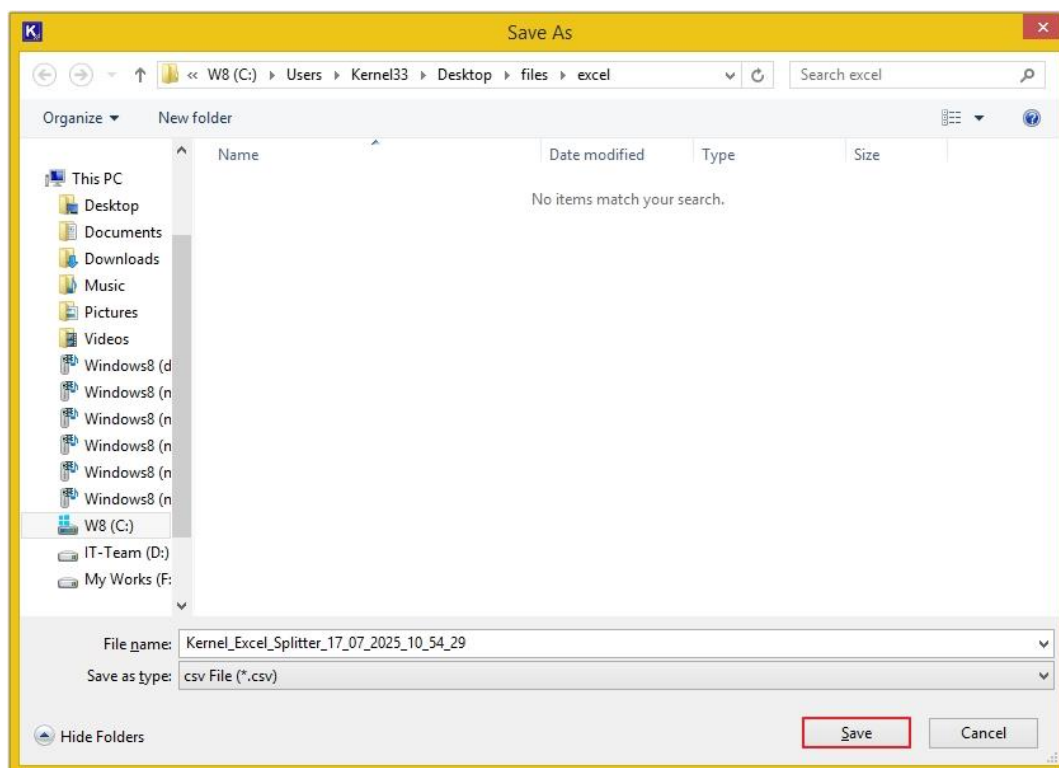 K
Save As
« W8 (C:) Users Kernel33 Desktop files excel Search excel
Organize New folder
Name Date modified Type Size
No items match your search.
This PC
Desktop
Documents
Downloads
Music
Pictures
Videos
Windows8 (d
Windows8 (n
Windows8 (n
Windows8 (n
Windows8 (n
Windows8 (n
W8 (C:)
IT-Team (D:)
My Works (F:
File name: Kernel_Excel_Splitter_17_07_2025_10_54_29
Save as type: csv File (*.csv)
Hide Folders Save Cancel